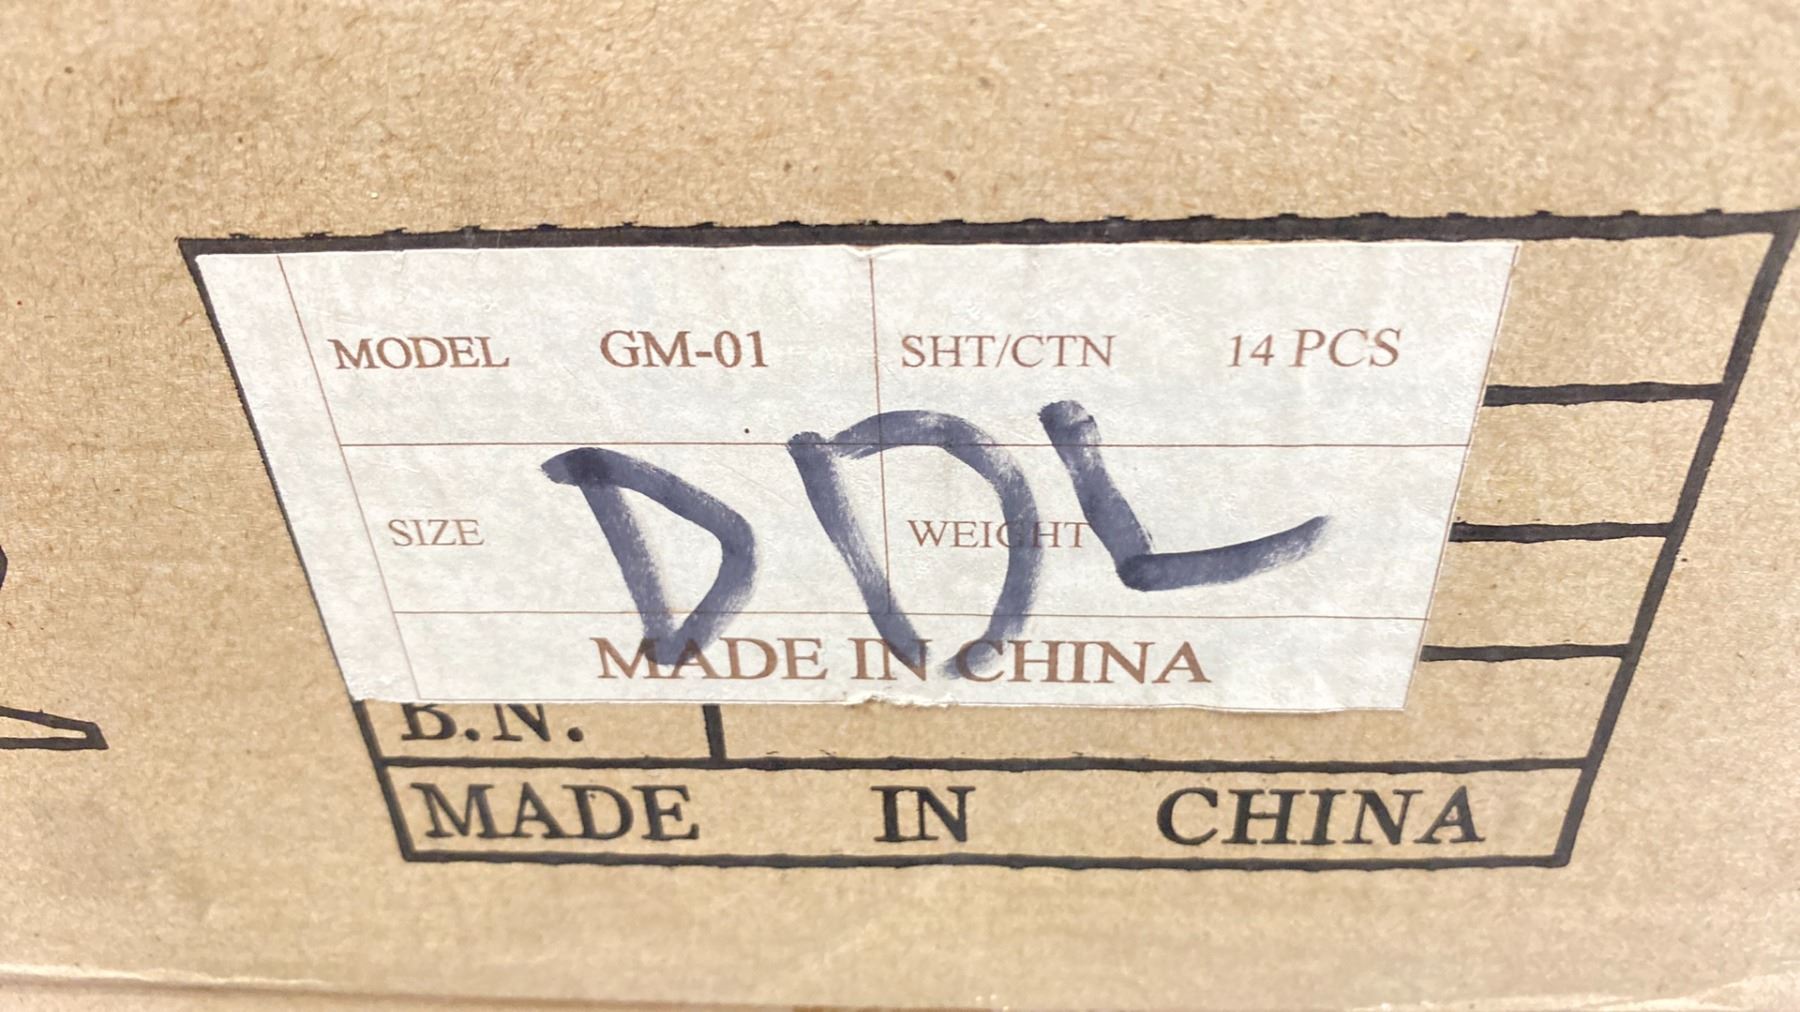 MODEL GM-01 SHT/CTN 14 PCS
DDL
SIZE WEIGHT
MADE IN CHINA
B.N.
MADE IN CHINA